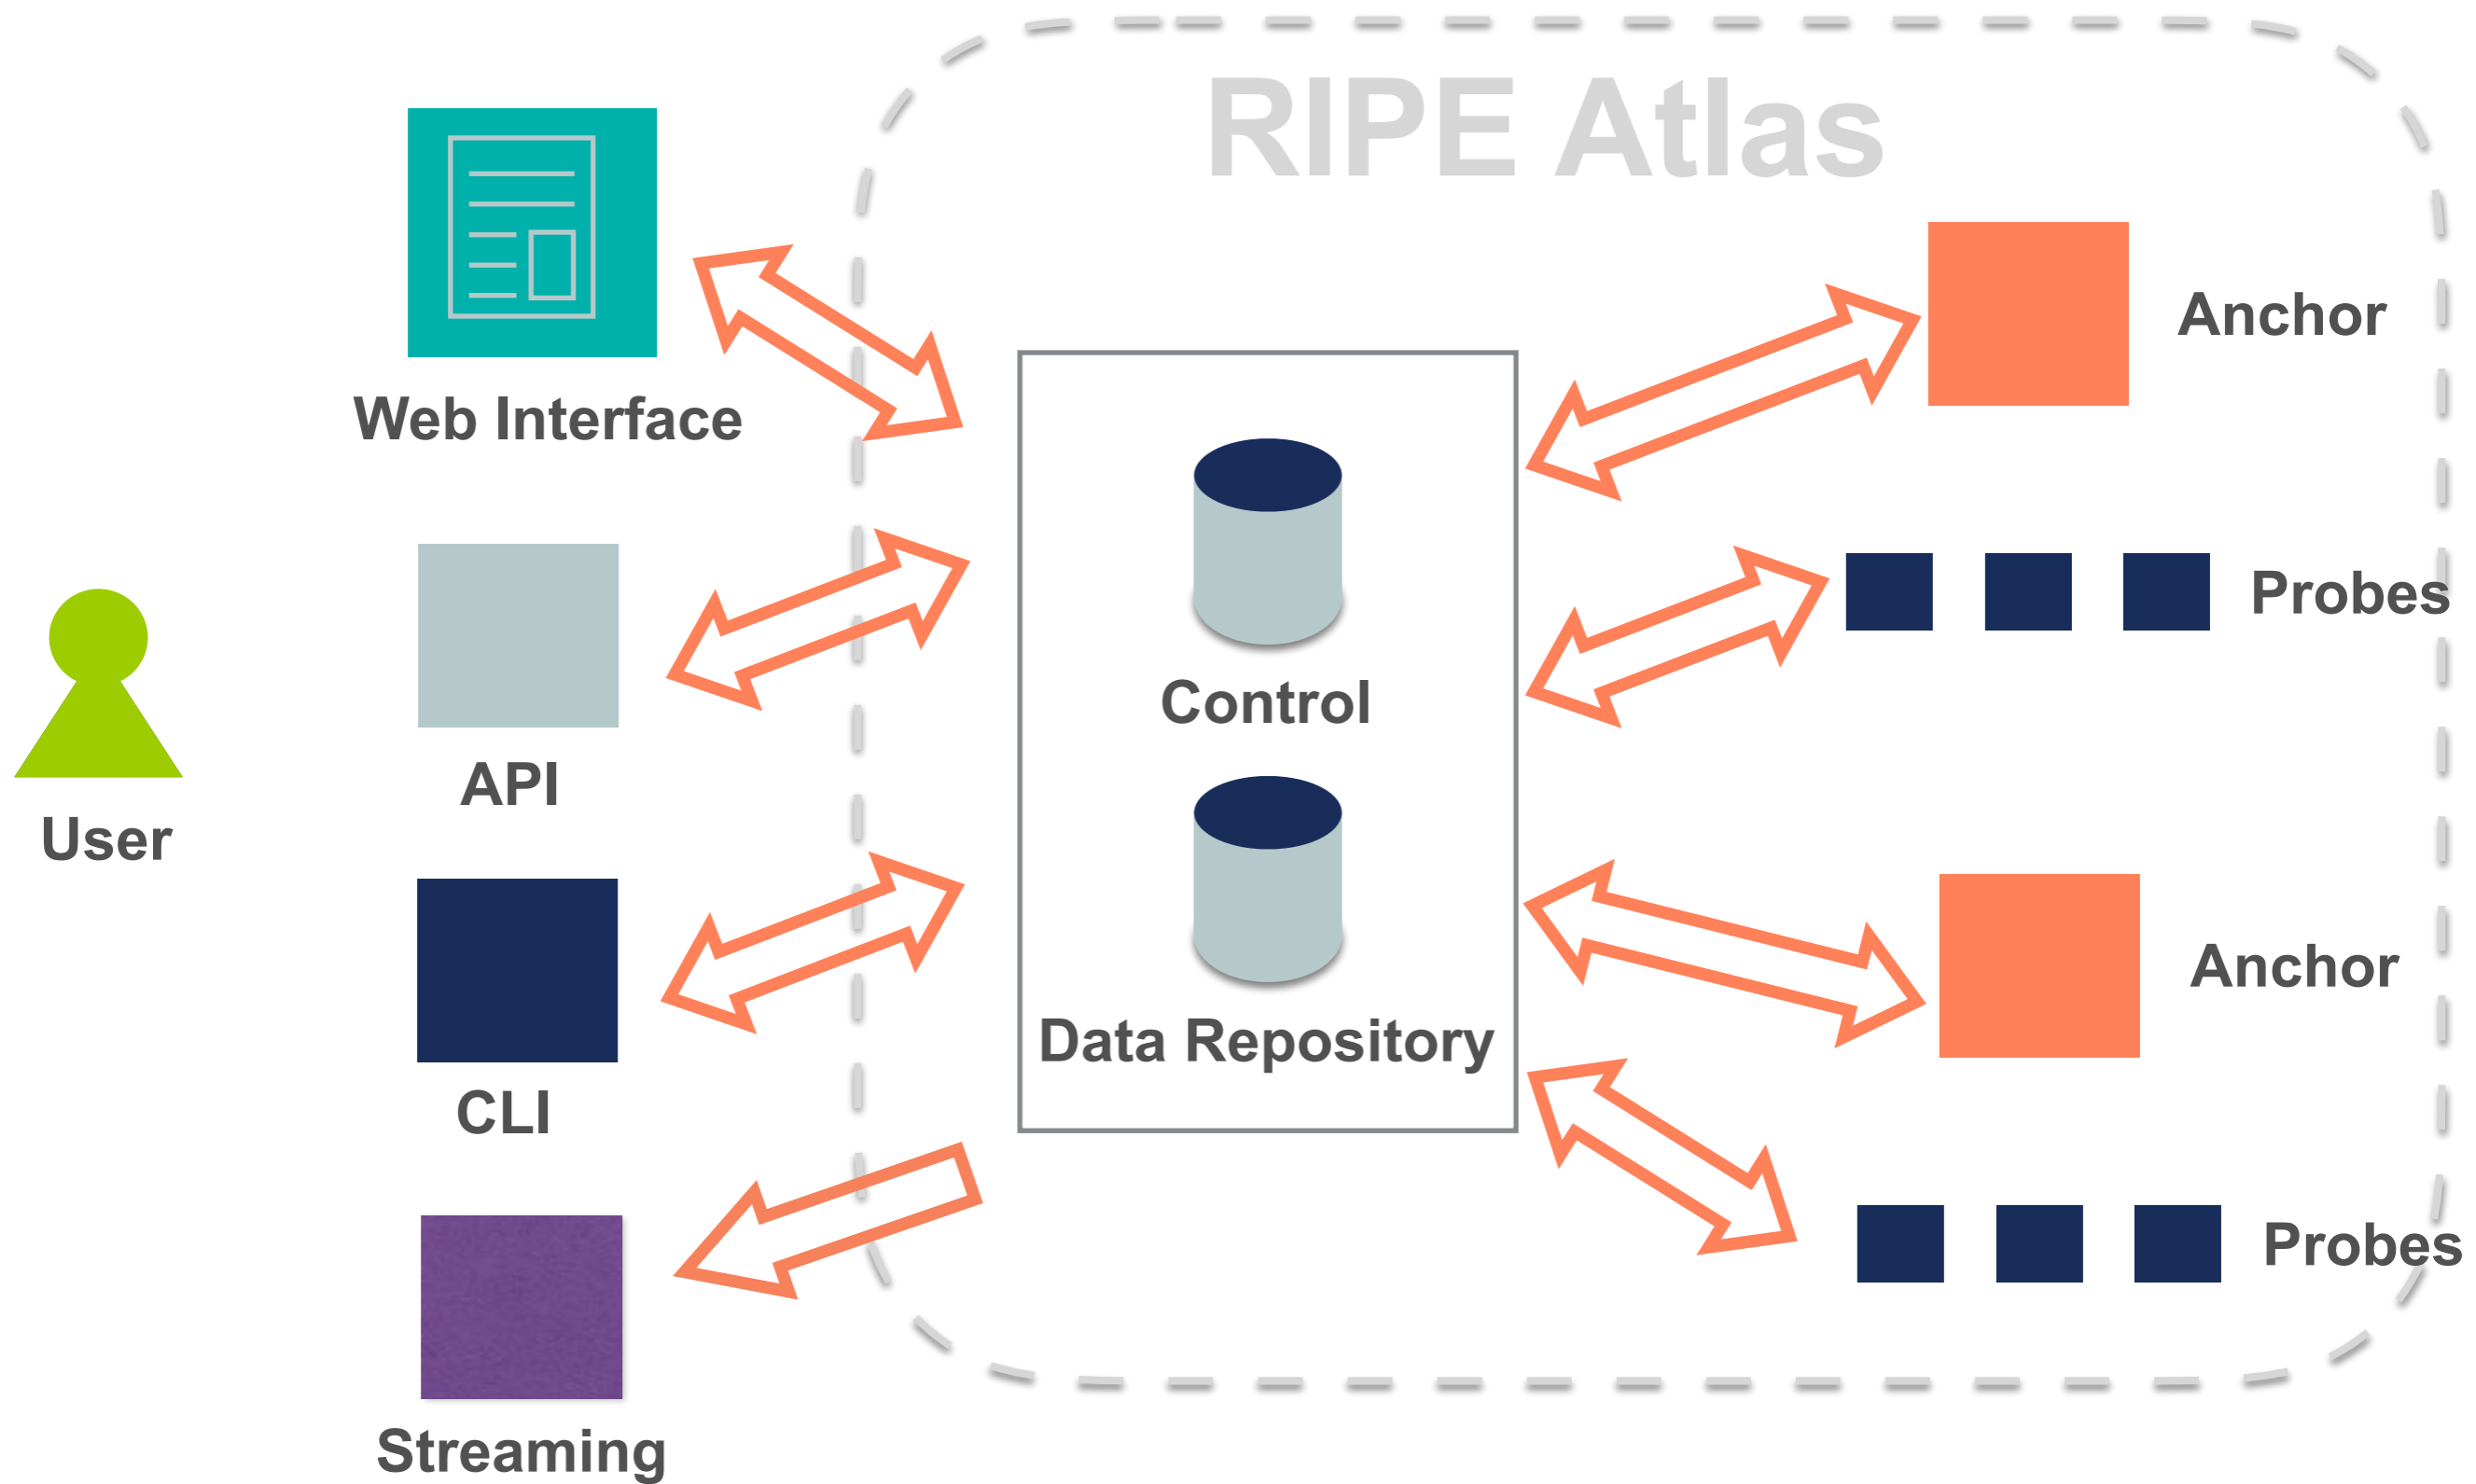 RIPE Atlas
Web Interface
API
User
CLI
Streaming
Control
Data Repository
Anchor
Probes
Anchor
Probes